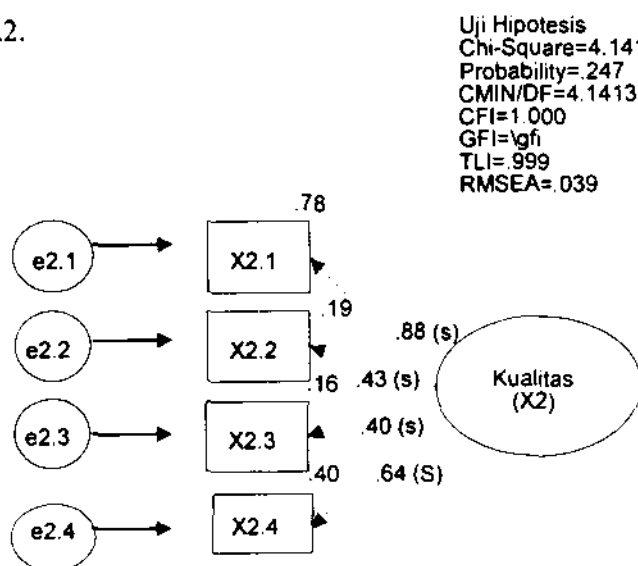 .2.
Uji Hipotesis
Chi-Square=4.141
Probability=.247
CMIN/DF=4.1413
CFI=1.000
GFI=\gfi
TLI=.999
RMSEA=.039
.78
e2.1
X2.1
.19
e2.2
X2.2
.88 (s)
.16
.43 (s)
Kualitas
(X2)
e2.3
X2.3
.40 (s)
.40
.64 (S)
e2.4
X2.4